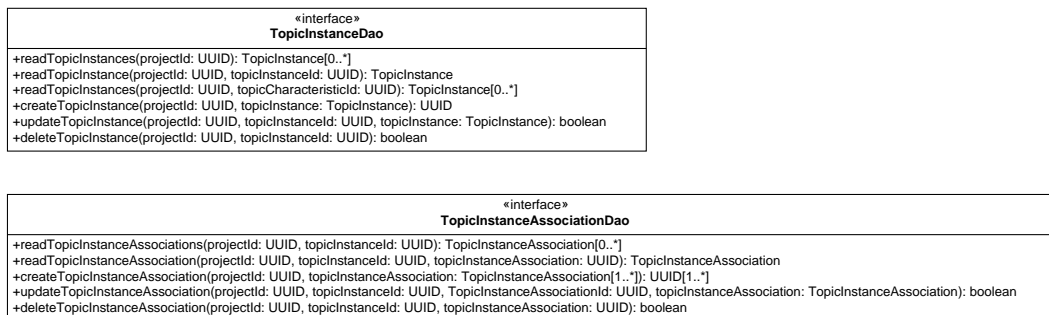 «interface»
TopicInstanceDao
+readTopicInstances(projectId: UUID): TopicInstance[0..*]
+readTopicInstance(projectId: UUID, topicInstanceId: UUID): TopicInstance
+readTopicInstances(projectId: UUID, topicCharacteristicId: UUID): TopicInstance[0..*]
+createTopicInstance(projectId: UUID, topicInstance: TopicInstance): UUID
+updateTopicInstance(projectId: UUID, topicInstanceId: UUID, topicInstance: TopicInstance): boolean
+deleteTopicInstance(projectId: UUID, topicInstanceId: UUID): boolean
«interface»
TopicInstanceAssociationDao
+readTopicInstanceAssociations(projectId: UUID, topicInstanceId: UUID): TopicInstanceAssociation[0..*]
+readTopicInstanceAssociation(projectId: UUID, topicInstanceId: UUID, topicInstanceAssociation: UUID): TopicInstanceAssociation
+createTopicInstanceAssociation(projectId: UUID, topicInstanceAssociation: TopicInstanceAssociation[1..*]): UUID[1..*]
+updateTopicInstanceAssociation(projectId: UUID, topicInstanceId: UUID, TopicInstanceAssociationId: UUID, topicInstanceAssociation: TopicInstanceAssociation): boolean
+deleteTopicInstanceAssociation(projectId: UUID, topicInstanceId: UUID, topicInstanceAssociation: UUID): boolean